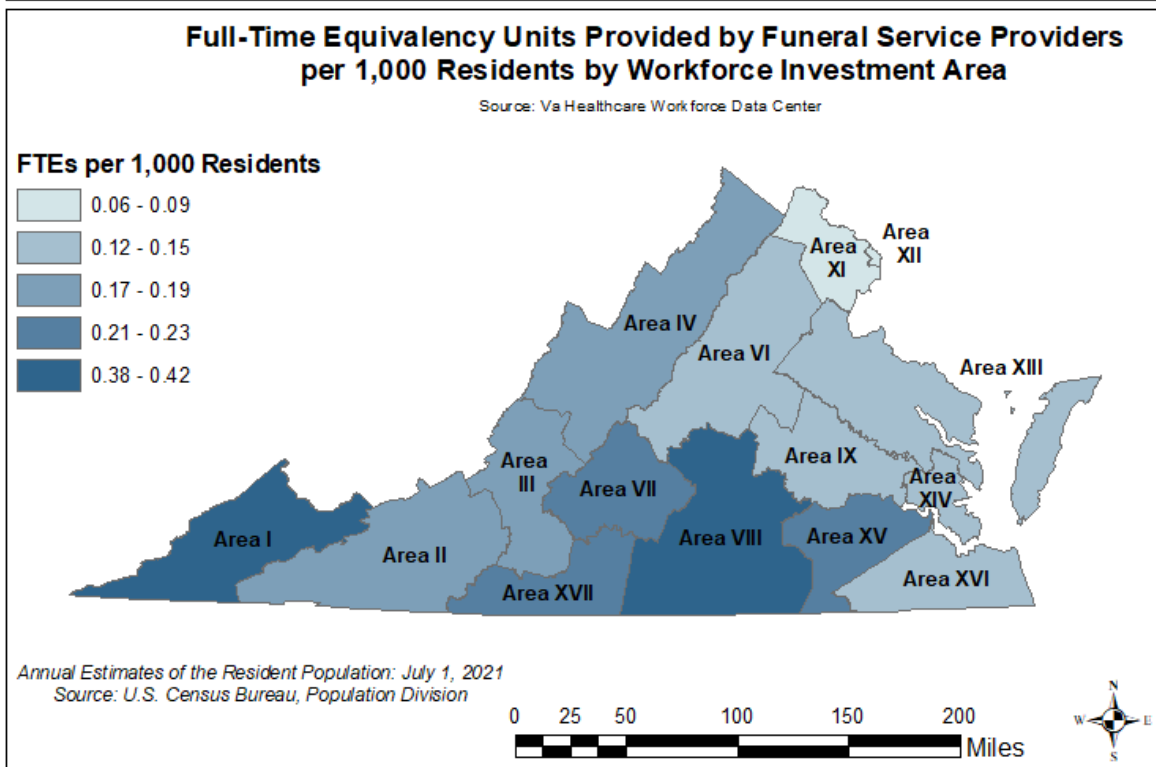 Full-Time Equivalency Units Provided by Funeral Service Providers
per 1,000 Residents by Workforce Investment Area
Source: Va Healthcare Workforce Data Center
FTEs per 1,000 Residents
0.06 - 0.09
0.12 - 0.15
0.17 - 0.19
0.21 - 0.23
0.38 - 0.42
Area
XII
Area
XI
Area IV
Area VI
Area XIII
Area
III
Area IX
Area VII
Area
XIV
Area I
Area II
Area VIII
Area XV
Area XVII
Area XVI
Annual Estimates of the Resident Population: July 1, 2021
Source: U.S. Census Bureau, Population Division
0 25 50 100 150 200
Miles
N
W E
S